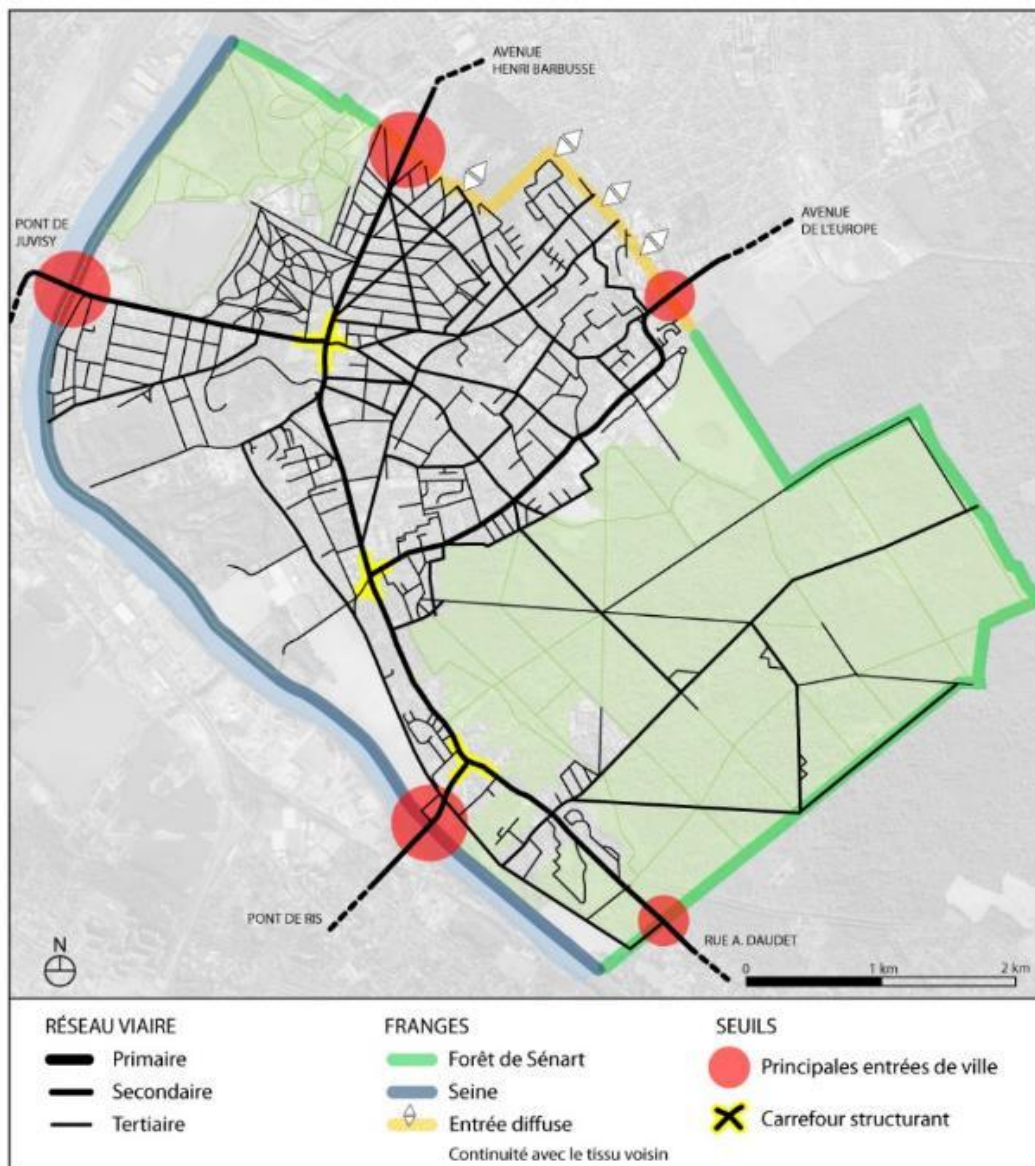 AVENUE
HENRI BARBUSSE
PONT DE
JUVISY
AVENUE
DE L'EUROPE
PONT DE RIS
RUE A. DAUDET
N
0 1 km 2 km
RÉSEAU VIAIRE
Primaire
Secondaire
Tertiaire
FRANGES
Forêt de Sénart
Seine
Entrée diffuse
Continuité avec le tissu voisin
SEUILS
Principales entrées de ville
Carrefour structurant